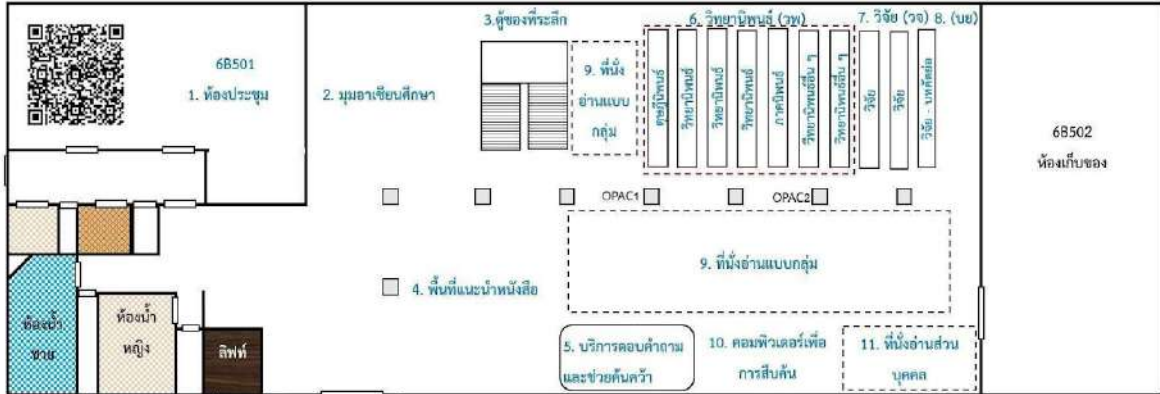 3.ตู้ของที่ระลึก
6. วิทยานิพนธ์ (วพ)
7. วิจัย (วจ)
8. (บย)
6B501
1. ห้องประชุม
2. มุมอาเซียนศึกษา
9. ที่นั่ง
อ่านแบบ
กลุ่ม
ดุษฎีนิพนธ์
วิทยานิพนธ์
วิทยานิพนธ์
วิทยานิพนธ์
ภาคนิพนธ์
วิทยานิพนธ์อื่น ๆ
วิทยานิพนธ์อื่น ๆ
วิจัย
วิจัย
วิจัย - บทคัดย่อ
6B502
ห้องเก็บของ
OPAC1
OPAC2
9. ที่นั่งอ่านแบบกลุ่ม
4. พื้นที่แนะนำหนังสือ
ห้องน้ำ
ชาย
ห้องน้ำ
หญิง
ลิฟท์
5. บริการตอบคำถาม
และช่วยค้นคว้า
10. คอมพิวเตอร์เพื่อ
การสืบค้น
11. ที่นั่งอ่านส่วน
บุคคล